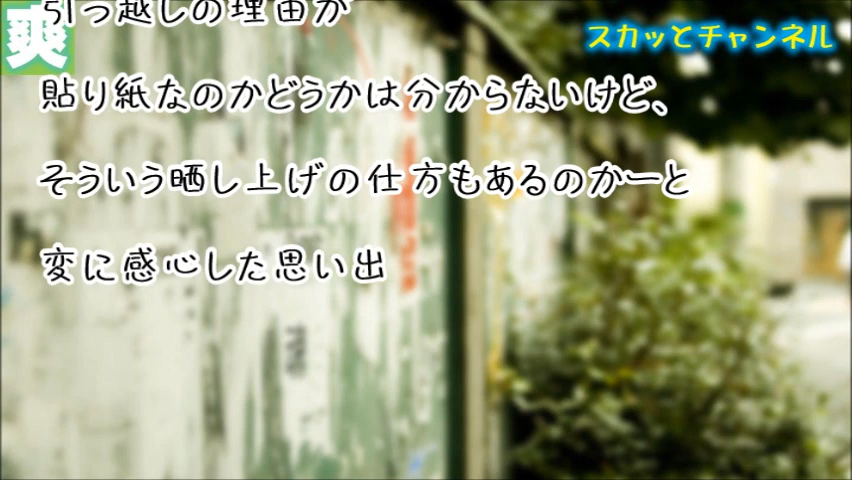 爽
スカッとチャンネル
引っ越しの理由が
貼り紙なのかどうかは分からないけど、
そういう晒し上げの仕方もあるのかーと
変に感心した思い出